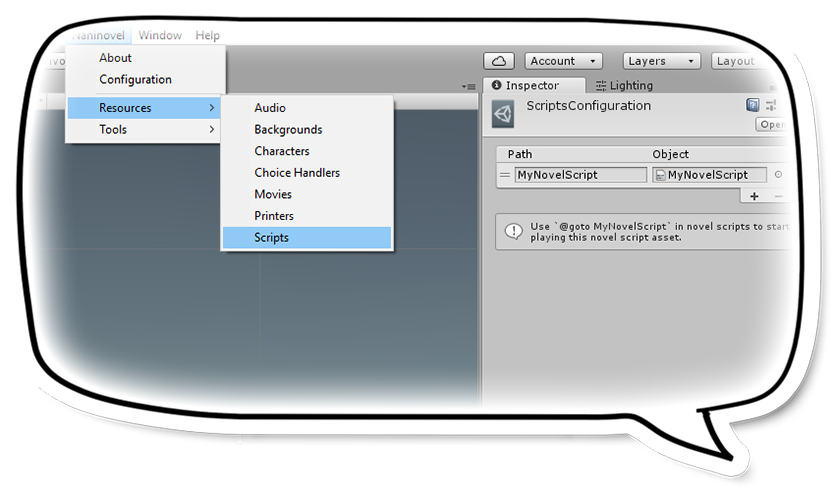 Naninovel Window Help
About
Configuration
Resources
Tools
Audio
Backgrounds
Characters
Choice Handlers
Movies
Printers
Scripts
Account
Layers
Layout
Inspector
Lighting
ScriptsConfiguration
Open
Path Object
MyNovelScript MyNovelScript
Use `@goto MyNovelScript` in novel scripts to start
playing this novel script asset.